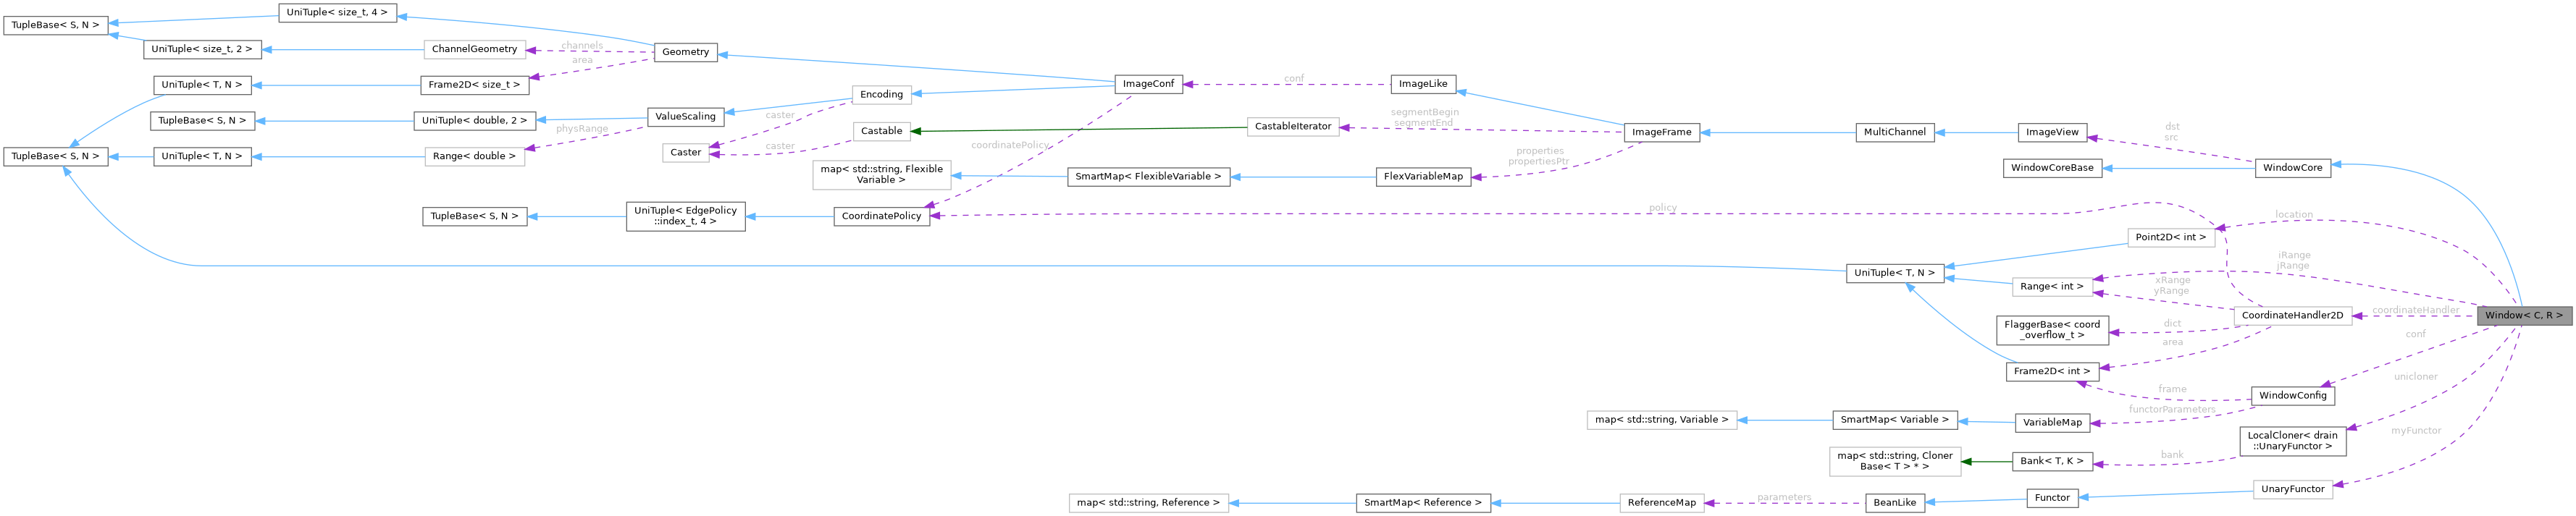 UniTuple< size_t, 4 >
TupleBase< S, N >
UniTuple< size_t, 2 >
ChannelGeometry
channels
area
Geometry
UniTuple< T, N >
Frame2D< size_t >
TupleBase< S, N >
UniTuple< double, 2 >
ValueScaling
physRange
TupleBase< S, N >
UniTuple< T, N >
Range< double >
Caster
caster
caster
Encoding
Castable
map< std::string, Flexible
Variable >
TupleBase< S, N >
UniTuple< EdgePolicy
::index_t, 4 >
CoordinatePolicy
coordinatePolicy
ImageConf
conf
ImageLike
CastableIterator
segmentBegin
segmentEnd
SmartMap< FlexibleVariable >
FlexVariableMap
properties
propertiesPtr
ImageFrame
MultiChannel
ImageView
dst
src
WindowCoreBase
WindowCore
policy
location
Point2D< int >
UniTuple< T, N >
iRange
jRange
Range< int >
xRange
yRange
CoordinateHandler2D
coordinateHandler
Window< C, R >
FlaggerBase< coord
_overflow_t >
dict
area
Frame2D< int >
conf
frame
WindowConfig
unicloner
map< std::string, Variable >
SmartMap< Variable >
VariableMap
functorParameters
LocalCloner< drain
::UnaryFunctor >
myFunctor
map< std::string, Cloner
Base< T > * >
Bank< T, K >
bank
map< std::string, Reference >
SmartMap< Reference >
ReferenceMap
parameters
BeanLike
Functor
UnaryFunctor